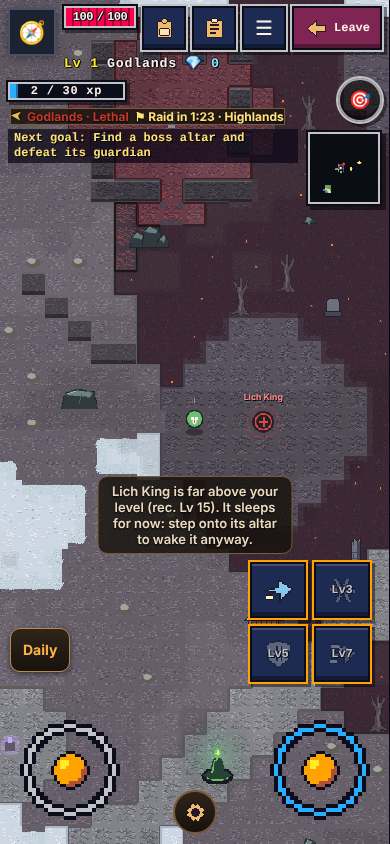 100 / 100
Leave
Lv 1 Godlands 💎 0
2 / 30 xp
Godlands · Lethal ⚑ Raid in 1:23 · Highlands
Next goal: Find a boss altar and
defeat its guardian
Lich King
Lich King is far above your
level (rec. Lv 15). It sleeps
for now: step onto its altar
to wake it anyway.
Lv3
Daily
Lv5
Lv7